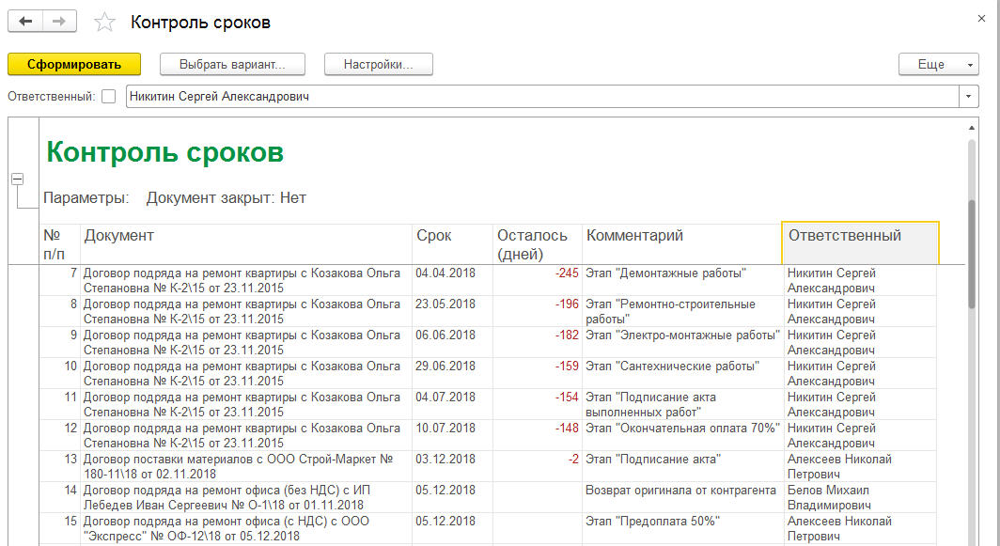 Контроль сроков
Сформировать Выбрать вариант... Настройки... Еще
Ответственный: Никитин Сергей Александрович
Контроль сроков
Параметры: Документ закрыт: Нет
№ Документ Срок Осталось Комментарий Ответственный
п/п (дней)
7 Договор подряда на ремонт квартиры с Козакова Ольга 04.04.2018 -245 Этап "Демонтажные работы" Никитин Сергей
Степановна № К-2\15 от 23.11.2015 Александрович
8 Договор подряда на ремонт квартиры с Козакова Ольга 23.05.2018 -196 Этап "Ремонтно-строительные Никитин Сергей
Степановна № К-2\15 от 23.11.2015 работы" Александрович
9 Договор подряда на ремонт квартиры с Козакова Ольга 06.06.2018 -182 Этап "Электро-монтажные работы" Никитин Сергей
Степановна № К-2\15 от 23.11.2015 Александрович
10 Договор подряда на ремонт квартиры с Козакова Ольга 29.06.2018 -159 Этап "Сантехнические работы" Никитин Сергей
Степановна № К-2\15 от 23.11.2015 Александрович
11 Договор подряда на ремонт квартиры с Козакова Ольга 04.07.2018 -154 Этап "Подписание акта Никитин Сергей
Степановна № К-2\15 от 23.11.2015 выполненных работ" Александрович
12 Договор подряда на ремонт квартиры с Козакова Ольга 10.07.2018 -148 Этап "Окончательная оплата 70%" Никитин Сергей
Степановна № К-2\15 от 23.11.2015 Александрович
13 Договор поставки материалов с ООО Строй-Маркет № 03.12.2018 -2 Этап "Подписание акта" Алексеев Николай
180-11\18 от 02.11.2018 Петрович
14 Договор подряда на ремонт офиса (без НДС) с ИП 05.12.2018 Возврат оригинала от контрагента Белов Михаил
Лебедев Иван Сергеевич № О-1\18 от 01.11.2018 Владимирович
15 Договор подряда на ремонт офиса (с НДС) с ООО 05.12.2018 Этап "Предоплата 50%" Алексеев Николай
"Экспресс" № ОФ-12\18 от 05.12.2018 Петрович